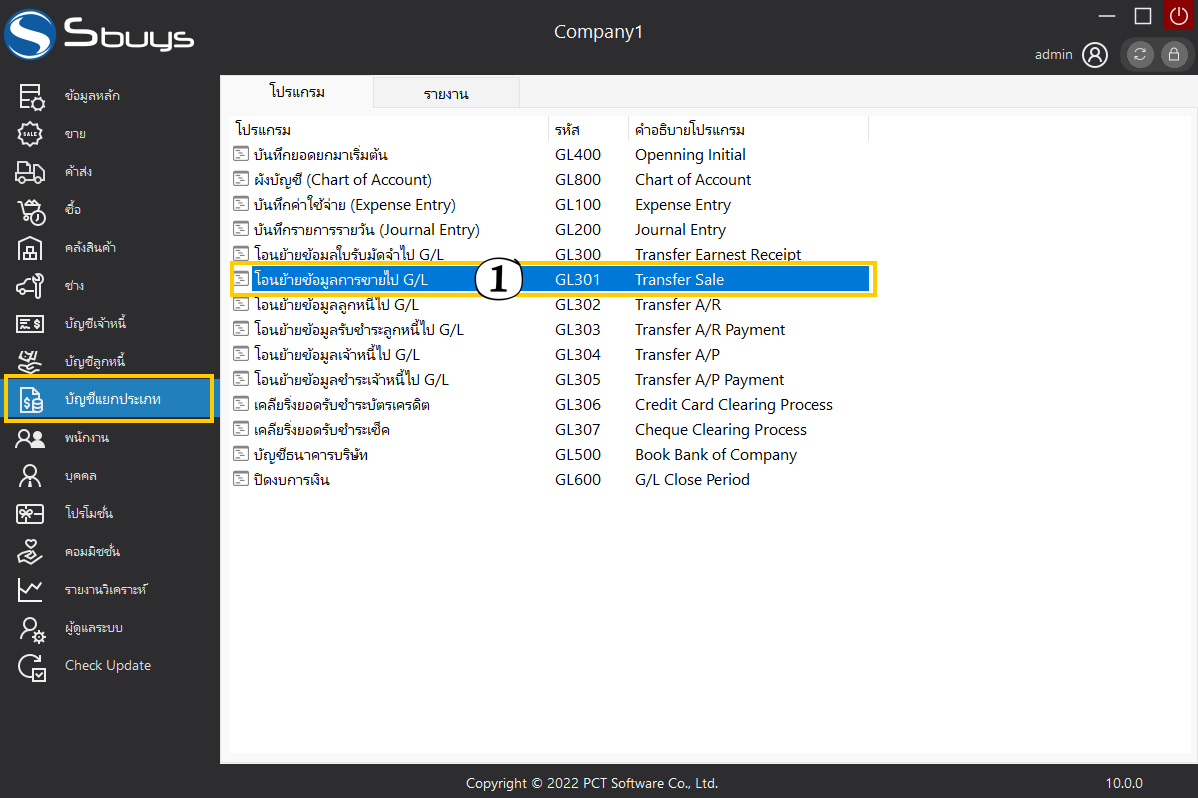 Sbuys
Company1
admin
ข้อมูลหลัก
ขาย
ค้าส่ง
ซื้อ
คลังสินค้า
ช่าง
บัญชีเจ้าหนี้
บัญชีลูกหนี้
บัญชีแยกประเภท
พนักงาน
บุคคล
โปรโมชั่น
คอมมิชชั่น
รายงานวิเคราะห์
ผู้ดูแลระบบ
Check Update
โปรแกรม รายงาน
โปรแกรม รหัส คำอธิบายโปรแกรม
บันทึกยอดยกมาเริ่มต้น GL400 Openning Initial
ผังบัญชี (Chart of Account) GL800 Chart of Account
บันทึกค่าใช้จ่าย (Expense Entry) GL100 Expense Entry
บันทึกรายการรายวัน (Journal Entry) GL200 Journal Entry
โอนย้ายข้อมูลใบรับมัดจำไป G/L GL300 Transfer Earnest Receipt
โอนย้ายข้อมูลการขายไป G/L 1 GL301 Transfer Sale
โอนย้ายข้อมูลลูกหนี้ไป G/L GL302 Transfer A/R
โอนย้ายข้อมูลรับชำระลูกหนี้ไป G/L GL303 Transfer A/R Payment
โอนย้ายข้อมูลเจ้าหนี้ไป G/L GL304 Transfer A/P
โอนย้ายข้อมูลชำระเจ้าหนี้ไป G/L GL305 Transfer A/P Payment
เคลียริ่งยอดรับชำระบัตรเครดิต GL306 Credit Card Clearing Process
เคลียริ่งยอดรับชำระเช็ค GL307 Cheque Clearing Process
บัญชีธนาคารบริษัท GL500 Book Bank of Company
ปิดงบการเงิน GL600 G/L Close Period
Copyright © 2022 PCT Software Co., Ltd.
10.0.0